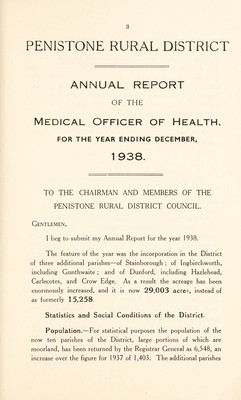 3
PENISTONE RURAL DISTRICT
ANNUAL REPORT
OF THE
MEDICAL OFFICER OF HEALTH,
FOR THE YEAR ENDING DECEMBER,
1938.
TO THE CHAIRMAN AND MEMBERS OF THE
PENISTONE RURAL DISTRICT COUNCIL.
GENTLEMEN,
I beg to submit my Annual Report for the year 1938.
The feature of the year was the incorporation in the District
of three additional parishes—of Stainborough ; of Ingbirchworth,
including Gunthwaite ; and of Dunford, including Hazlehead,
Carlecotes, and Crow Edge. As a result the acreage has been
enormously increased, and it is now 29,003 acres, instead of
as formerly 15,258.
Statistics and Social Conditions of the District.
Population.—For statistical purposes the population of the
now ten parishes of the District, large portions of which are
moorland, has been returned by the Registrar General as 6,548, an
increase over the figure for 1937 of 1,403. The additional parishes